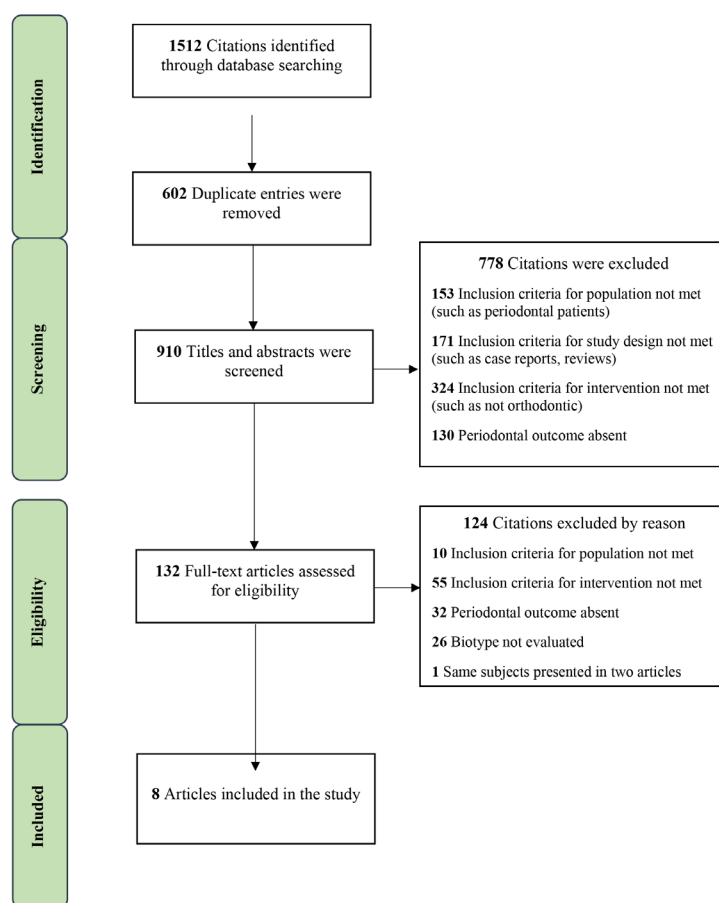 Identification
1512 Citations identified
through database searching
602 Duplicate entries were
removed
Screening
910 Titles and abstracts were
screened
778 Citations were excluded
153 Inclusion criteria for population not met
(such as periodontal patients)
171 Inclusion criteria for study design not met
(such as case reports, reviews)
324 Inclusion criteria for intervention not met
(such as not orthodontic)
130 Periodontal outcome absent
Eligibility
132 Full-text articles assessed
for eligibility
124 Citations excluded by reason
10 Inclusion criteria for population not met
55 Inclusion criteria for intervention not met
32 Periodontal outcome absent
26 Biotype not evaluated
1 Same subjects presented in two articles
Included
8 Articles included in the study